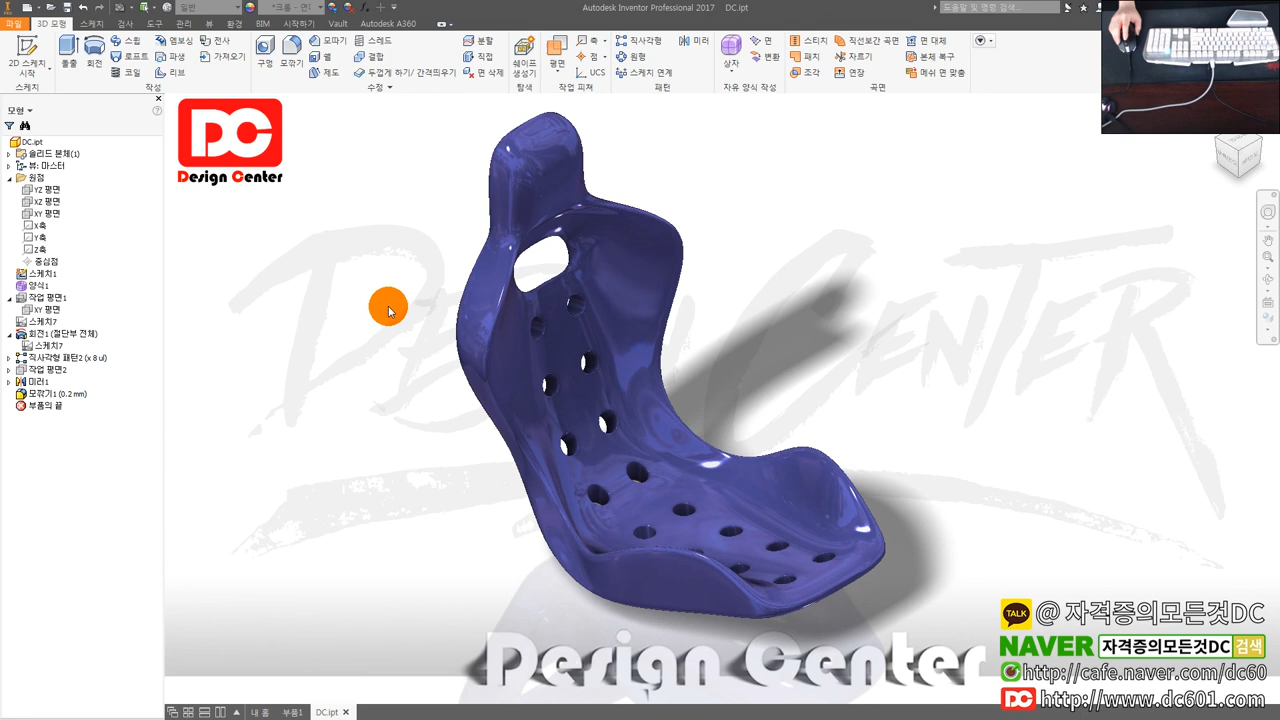 일반
*크롬 - 연
Autodesk Inventor Professional 2017 DC.ipt
도움말 및 명령 검색...
파일 3D 모형 스케치 검사 도구 관리 뷰 환경 BIM 시작하기 Vault Autodesk A360
2D 스케치 시작
돌출
회전
스윕
로프트
코일
엠보싱
파생
리브
전사
가져오기
구멍
모깎기
모따기
쉘
제도
스레드
결합
두껍게 하기/ 간격띄우기
분할
직접
면 삭제
쉐이프 생성기
평면
축
점
UCS
직사각형
원형
스케치 연계
미러
상자
면
변환
스티치
패치
조각
직선보간 곡면
자르기
연장
면 대체
본체 복구
메쉬 면 맞춤
스케치 작성 수정 탐색 작업 피쳐 패턴 자유 양식 작성 곡면
모형
DC.ipt
솔리드 본체(1)
뷰: 마스터
원점
YZ 평면
XZ 평면
XY 평면
X축
Y축
Z축
중심점
스케치1
양식1
작업 평면1
XY 평면
스케치7
회전1 (절단부 전체)
스케치7
직사각형 패턴2 (x 8 ul)
작업 평면2
미러1
모깎기1 (0.2 mm)
부품의 끝
DC
Design Center
DESIGN CENTER
Design Center
TALK @ 자격증의모든것DC
NAVER 자격증의모든것DC 검색
http://cafe.naver.com/dc60
DC http://www.dc601.com/
내 홈 부품1 DC.ipt